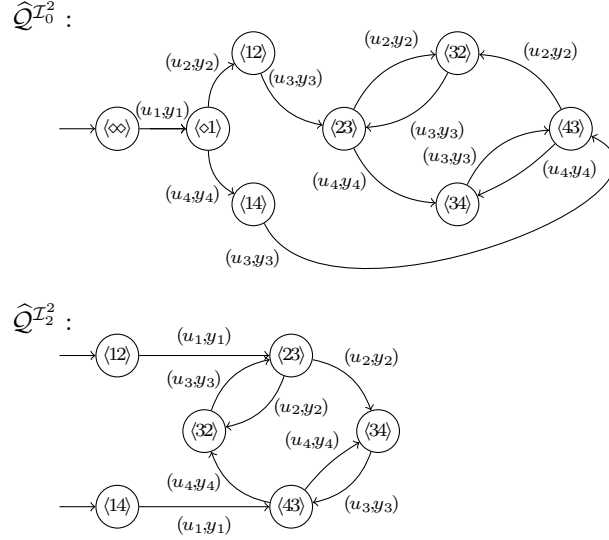 𝒬̂^{ℐ_0^2} :
⟨12⟩ ⟨32⟩
(u₂,y₂) (u₂,y₂) (u₂,y₂)
(u₃,y₃)
(u₁,y₁)
⟨⋄⋄⟩ ⟨⋄1⟩ ⟨23⟩ ⟨43⟩
(u₃,y₃)
(u₃,y₃)
(u₄,y₄) (u₄,y₄) (u₄,y₄)
⟨14⟩ ⟨34⟩
(u₃,y₃)
𝒬̂^{ℐ_2^2} :
(u₁,y₁)
⟨12⟩ ⟨23⟩ (u₂,y₂)
(u₃,y₃)
(u₂,y₂)
⟨32⟩ ⟨34⟩
(u₄,y₄)
(u₄,y₄)
⟨14⟩ ⟨43⟩ (u₃,y₃)
(u₁,y₁)